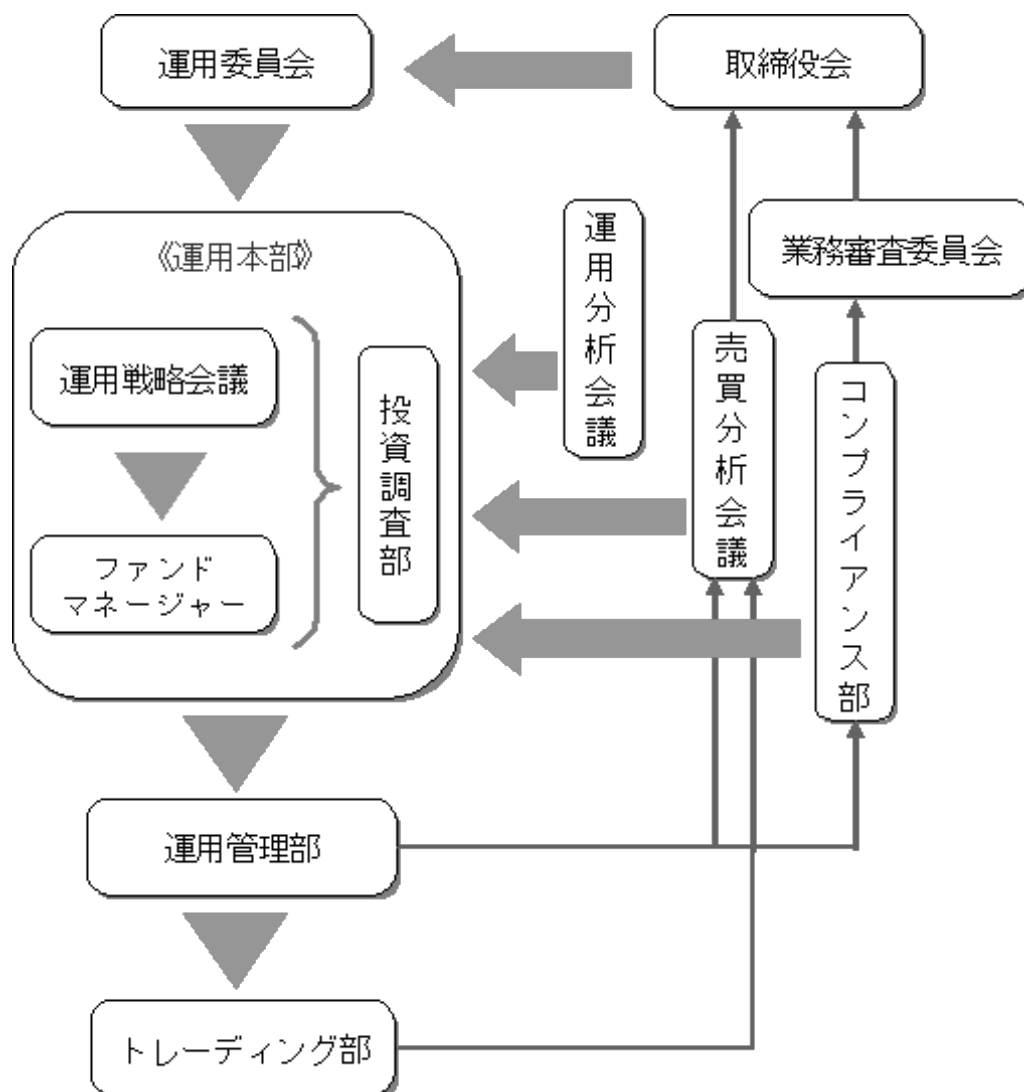 運用委員会
取締役会
《運用本部》
運用分析会議
業務審査委員会
運用戦略会議
投資調査部
売買分析会議
コンプライアンス部
ファンド
マネージャー
運用管理部
トレーディング部